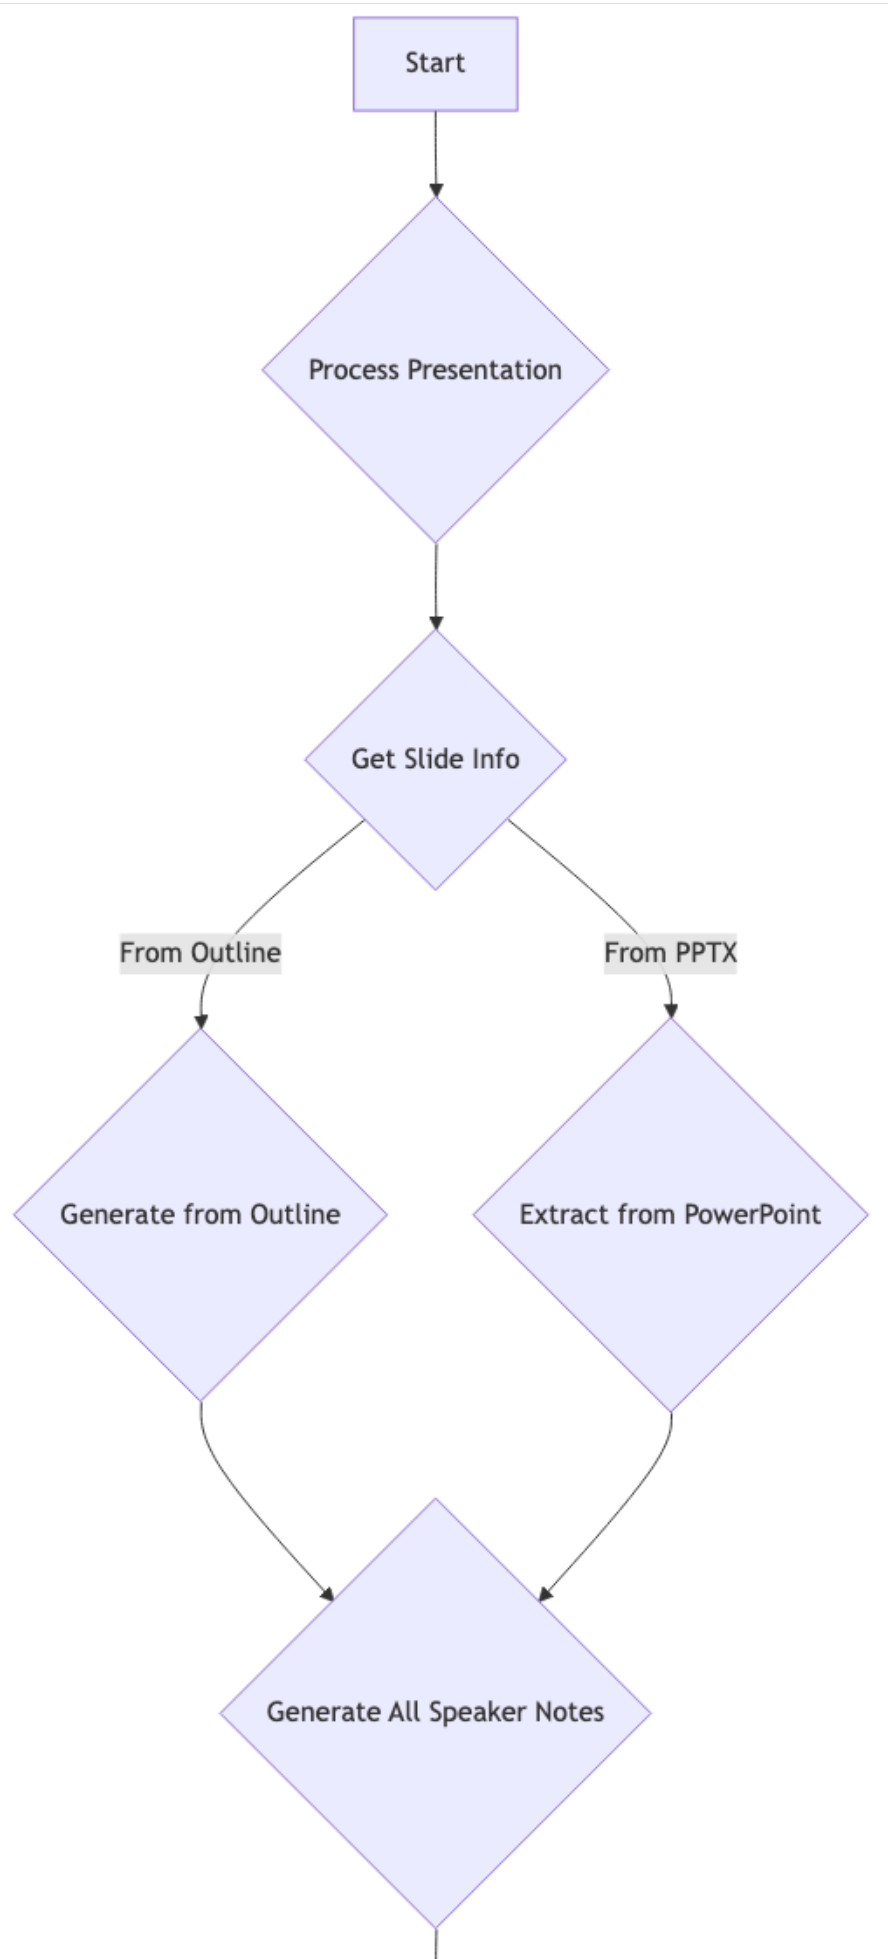 Start
Process Presentation
Get Slide Info
From Outline
From PPTX
Generate from Outline
Extract from PowerPoint
Generate All Speaker Notes